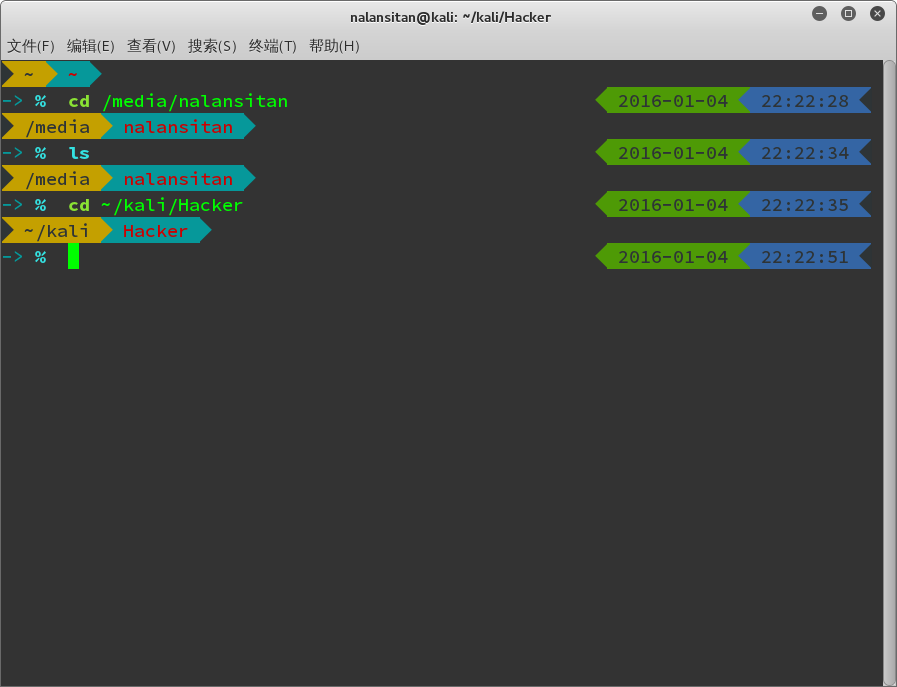 nalansitan@kali: ~/kali/Hacker
文件(F) 编辑(E) 查看(V) 搜索(S) 终端(T) 帮助(H)
~ ~
-> % cd /media/nalansitan 2016-01-04 22:22:28
/media nalansitan
-> % ls 2016-01-04 22:22:34
/media nalansitan
-> % cd ~/kali/Hacker 2016-01-04 22:22:35
~/kali Hacker
-> % 2016-01-04 22:22:51